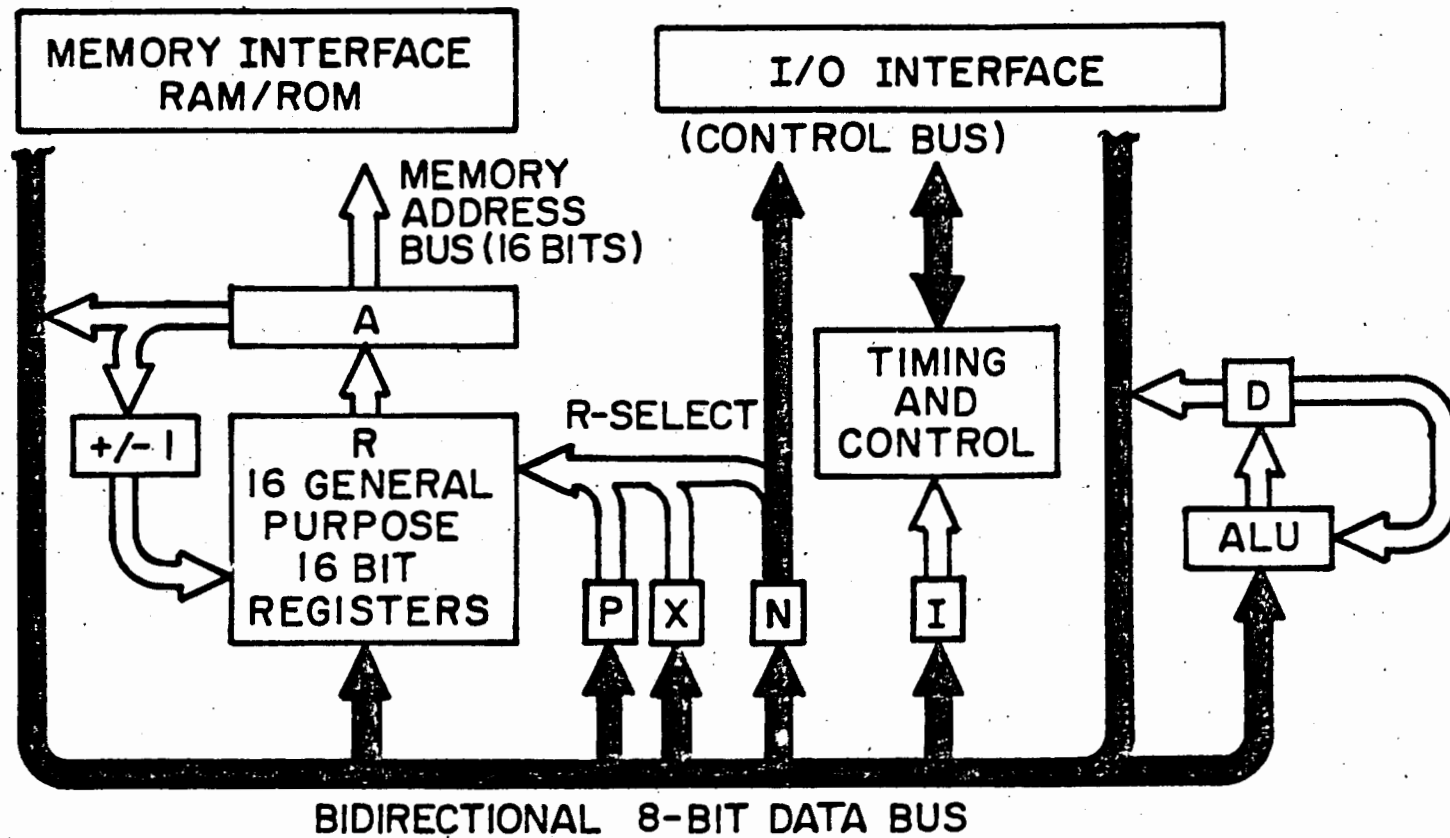 MEMORY INTERFACE
RAM/ROM
I/O INTERFACE
(CONTROL BUS)
MEMORY
ADDRESS
BUS (16 BITS)
A
TIMING
AND
CONTROL
D
R-SELECT
+/- 1
R
16 GENERAL
PURPOSE
16 BIT
REGISTERS
ALU
P
X
N
I
BIDIRECTIONAL 8-BIT DATA BUS